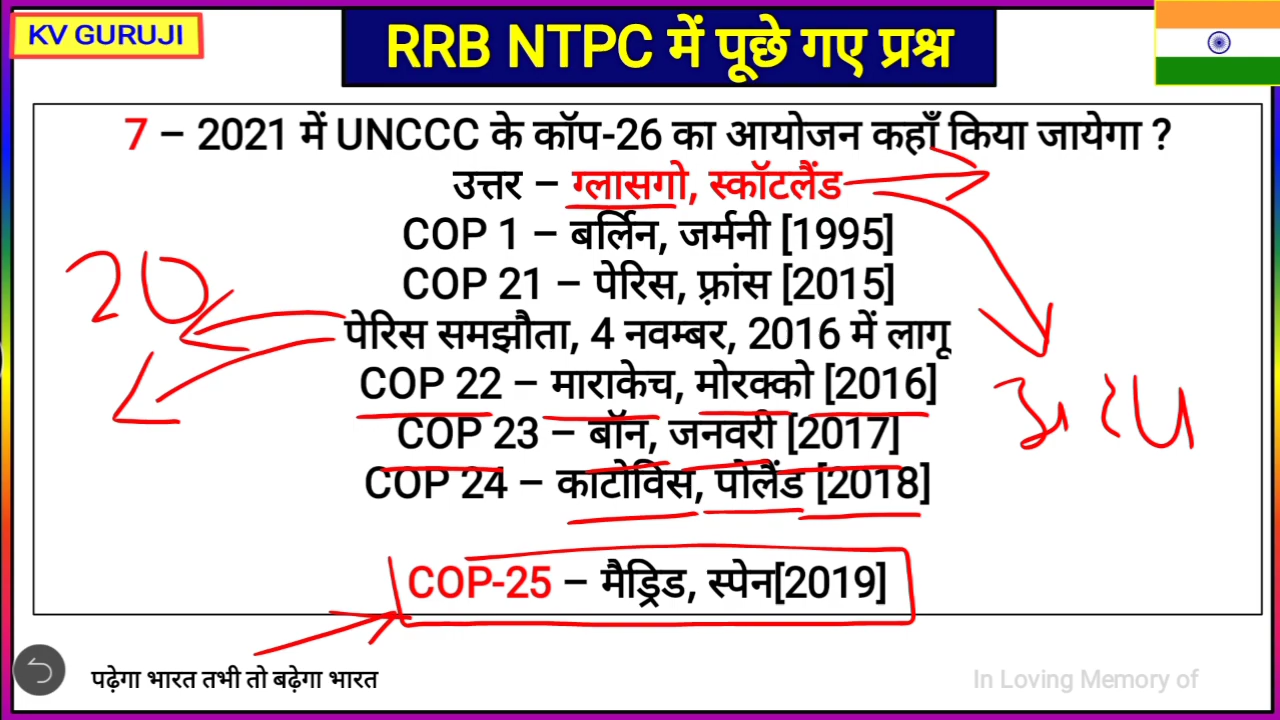 KV GURUJI
RRB NTPC में पूछे गए प्रश्न
7 – 2021 में UNCCC के कॉप-26 का आयोजन कहाँ किया जायेगा ?
उत्तर – ग्लासगो, स्कॉटलैंड
COP 1 – बर्लिन, जर्मनी [1995]
COP 21 – पेरिस, फ़्रांस [2015]
20
पेरिस समझौता, 4 नवम्बर, 2016 में लागू
COP 22 – माराकेच, मोरक्को [2016]
COP 23 – बॉन, जनवरी [2017]
COP 24 – काटोविस, पोलैंड [2018]
COP-25 – मैड्रिड, स्पेन[2019]
पढ़ेगा भारत तभी तो बढ़ेगा भारत
In Loving Memory of